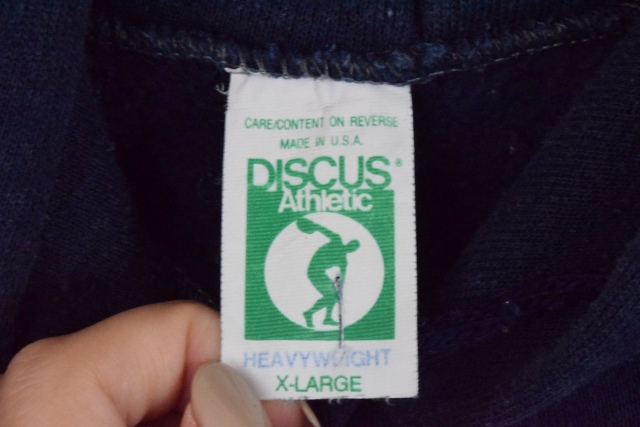 CARE/CONTENT ON REVERSE
MADE IN U.S.A.
DISCUS®
Athletic
HEAVYWEIGHT
X-LARGE